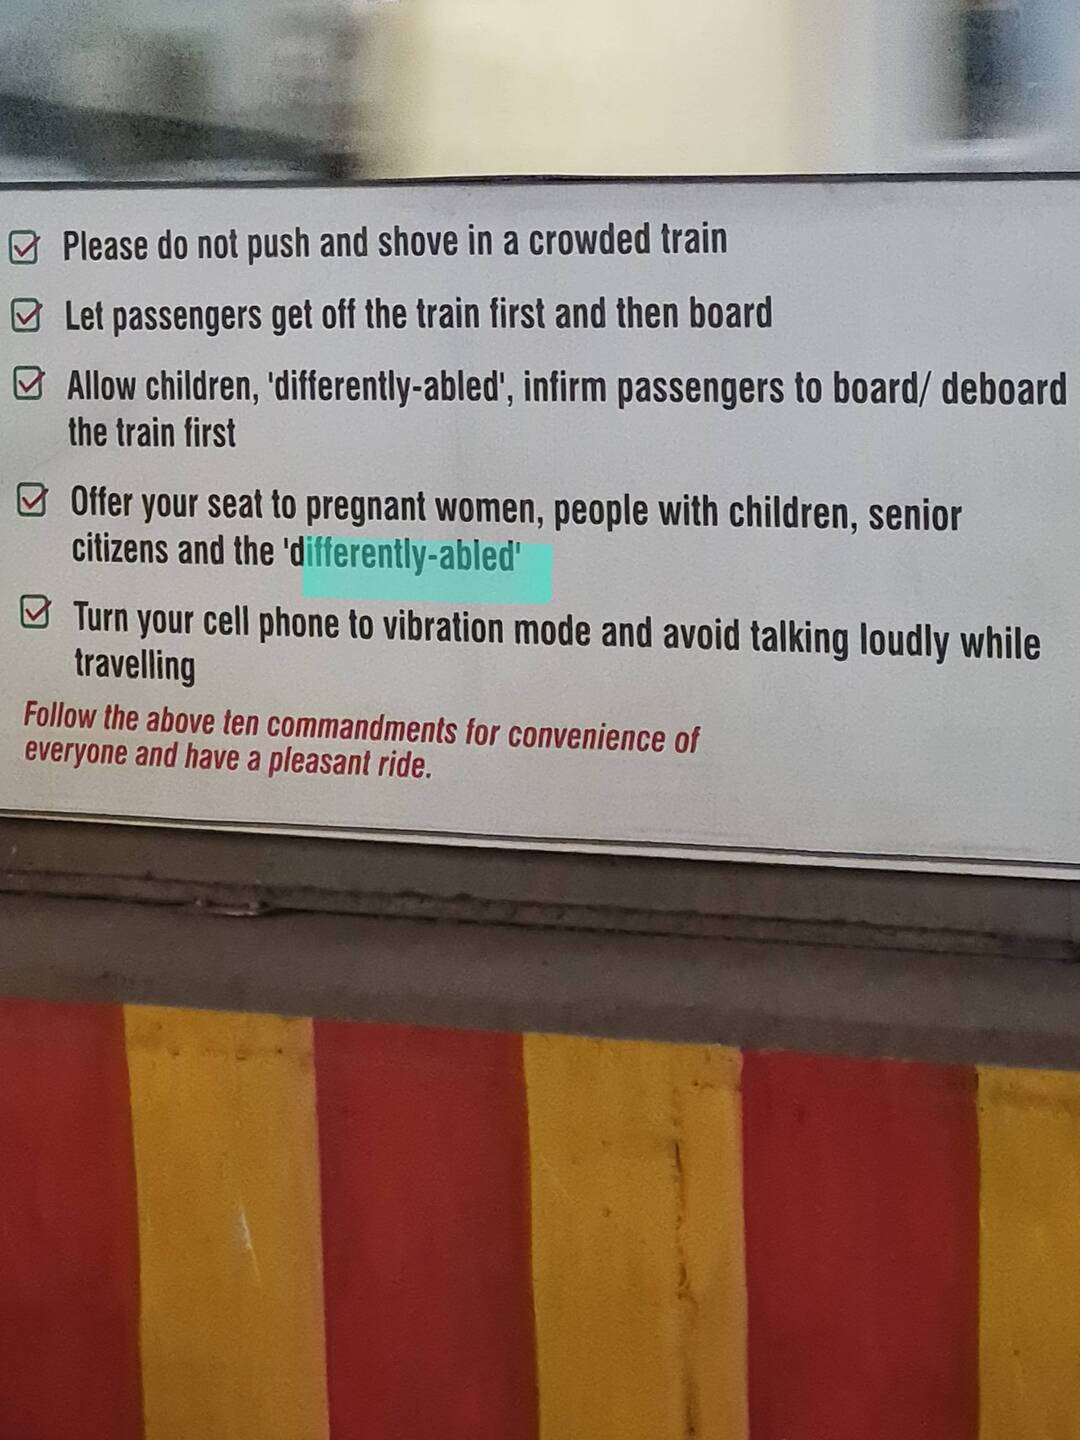 Please do not push and shove in a crowded train
Let passengers get off the train first and then board
Allow children, 'differently-abled', infirm passengers to board/ deboard
the train first
Offer your seat to pregnant women, people with children, senior
citizens and the 'differently-abled'
Turn your cell phone to vibration mode and avoid talking loudly while
travelling
Follow the above ten commandments for convenience of
everyone and have a pleasant ride.